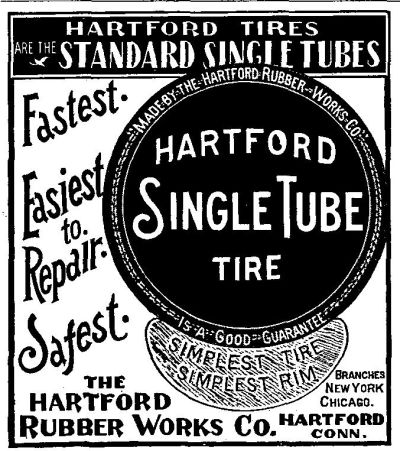 HARTFORD TIRES
ARE THE STANDARD SINGLE TUBES
Fastest.
Easiest
to.
Repair.
Safest.
MADE·BY·THE·HARTFORD·RUBBER·WORKS·CO.
HARTFORD
SINGLE TUBE
TIRE
IS·A·GOOD·GUARANTEE
SIMPLEST TIRE
SIMPLEST RIM
THE
HARTFORD
RUBBER WORKS CO.
BRANCHES
NEW YORK
CHICAGO.
HARTFORD
CONN.